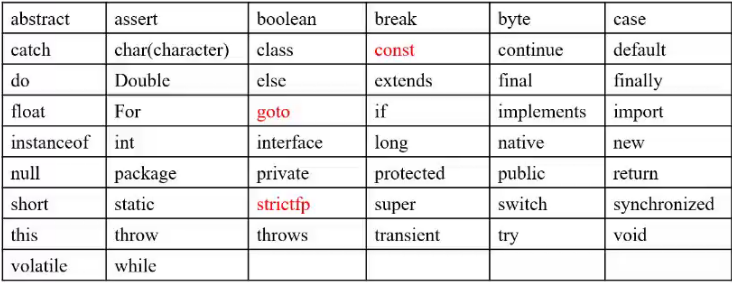 abstract assert boolean break byte case
catch char(character) class const continue default
do Double else extends final finally
float For goto if implements import
instanceof int interface long native new
null package private protected public return
short static strictfp super switch synchronized
this throw throws transient try void
volatile while